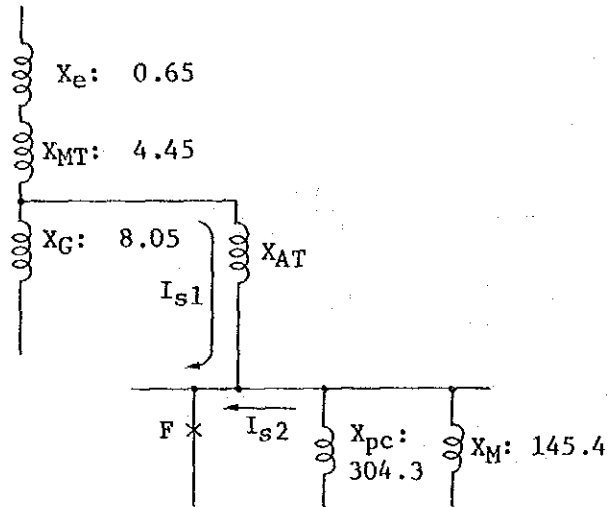 Xe: 0.65
XMT: 4.45
XG: 8.05
XAT
Is1
F
Is2
Xpc:
304.3
XM: 145.4